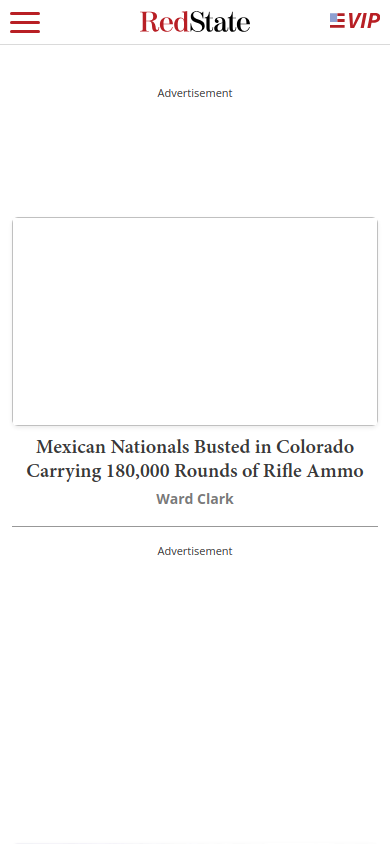 RedState
VIP
Advertisement
Mexican Nationals Busted in Colorado
Carrying 180,000 Rounds of Rifle Ammo
Ward Clark
Advertisement